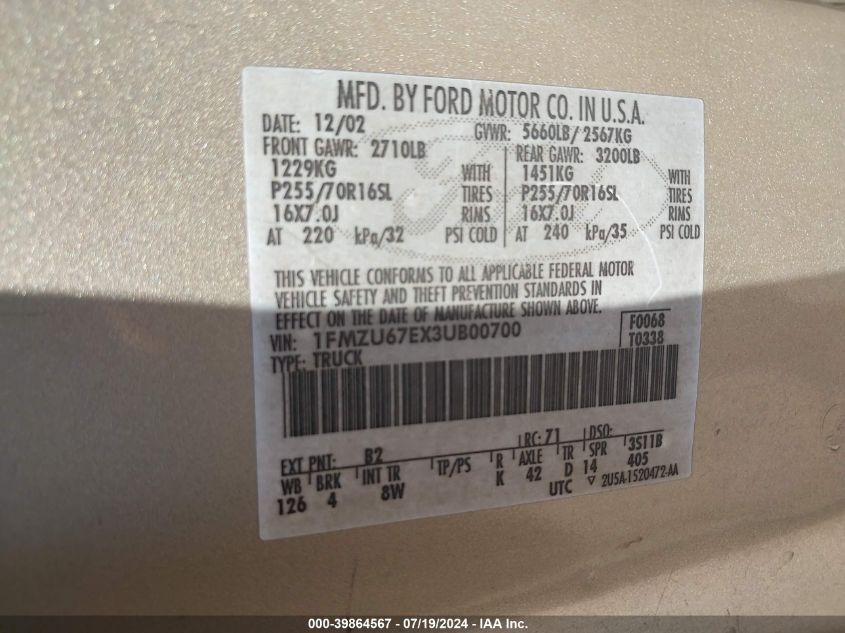 MFD. BY FORD MOTOR CO. IN U.S.A.
DATE: 12/02 GVWR: 5660LB/ 2567KG
FRONT GAWR: 2710LB REAR GAWR: 3200LB
1229KG WITH 1451KG WITH
P255/70R16SL TIRES P255/70R16SL TIRES
16X7.0J RIMS 16X7.0J RIMS
AT 220 kPa/32 PSI COLD AT 240 kPa/35 PSI COLD
THIS VEHICLE CONFORMS TO ALL APPLICABLE FEDERAL MOTOR
VEHICLE SAFETY AND THEFT PREVENTION STANDARDS IN
EFFECT ON THE DATE OF MANUFACTURE SHOWN ABOVE.
VIN: 1FMZU67EX3UB00700 F0068
TYPE: TRUCK T0338
EXT PNT: B2 RC: 71 DSO: 3S11B
WB BRK INT TR TP/PS R AXLE TR SPR 405
126 4 8W K 42 D 14
UTC ▽ 2U5A-1520472-AA
000-39864567 - 07/19/2024 - IAA Inc.